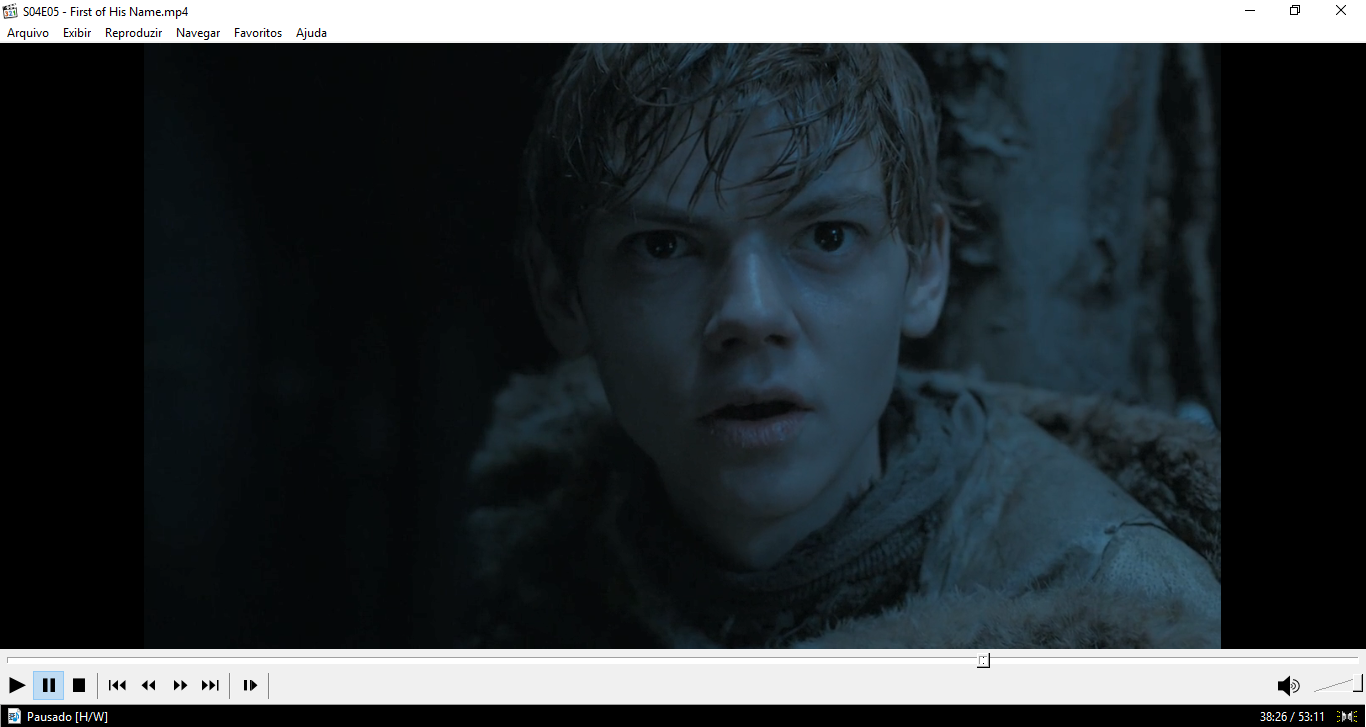 S04E05 - First of His Name.mp4
Arquivo Exibir Reproduzir Navegar Favoritos Ajuda
Pausado [H/W] 38:26 / 53:11